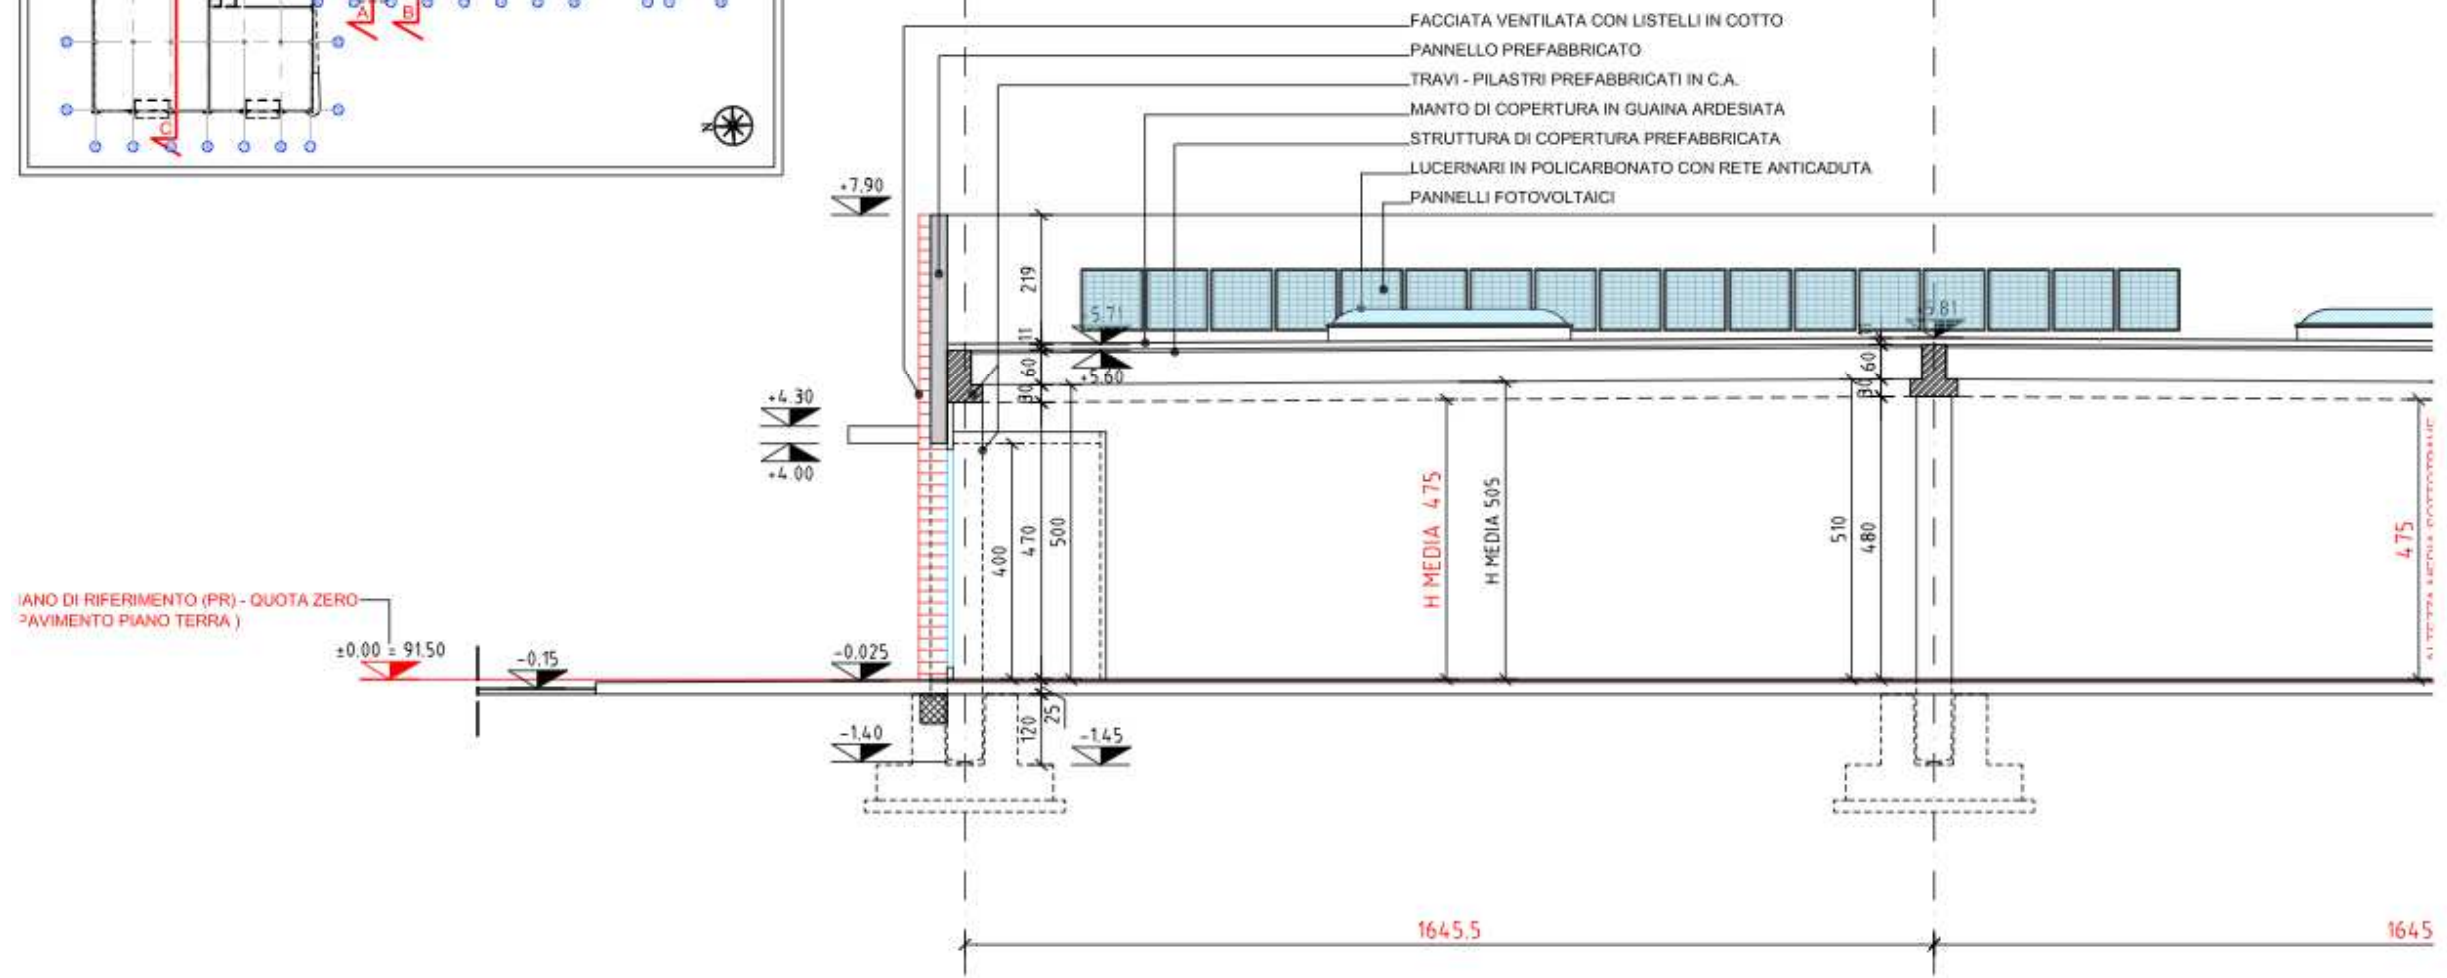 A
B
C
N
FACCIATA VENTILATA CON LISTELLI IN COTTO
PANNELLO PREFABBRICATO
TRAVI - PILASTRI PREFABBRICATI IN C.A.
MANTO DI COPERTURA IN GUAINA ARDESIATA
STRUTTURA DI COPERTURA PREFABBRICATA
LUCERNARI IN POLICARBONATO CON RETE ANTICADUTA
PANNELLI FOTOVOLTAICI
+7.90
219
11
60
30
+5.71
+5.60
5.81
60
30
+4.30
+4.00
400
470
500
H MEDIA 475
H MEDIA 505
510
480
475
IANO DI RIFERIMENTO (PR) - QUOTA ZERO
PAVIMENTO PIANO TERRA )
±0.00 = 91.50
-0.15
-0.025
-1.40
120
25
-1.45
1645.5
1645